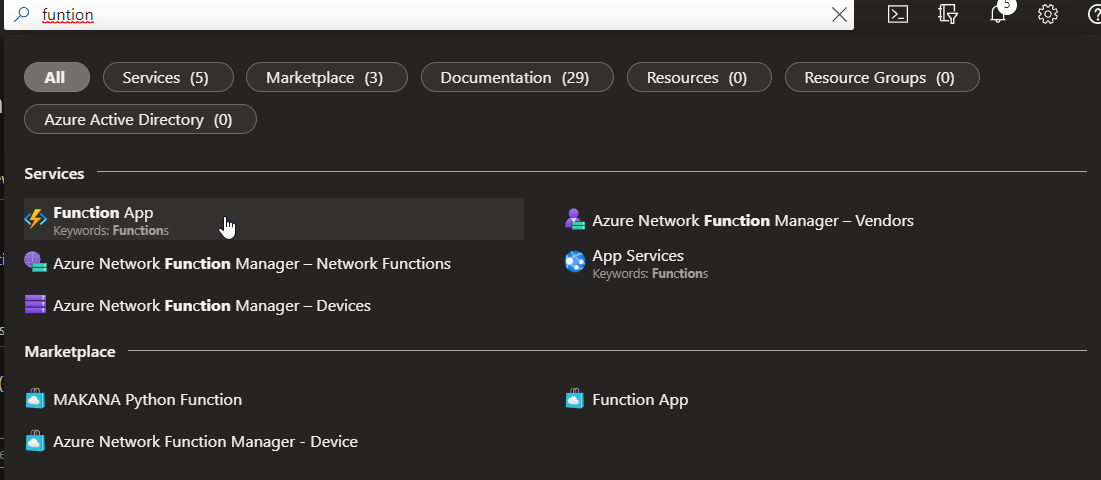 funtion
5
All
Services (5)
Marketplace (3)
Documentation (29)
Resources (0)
Resource Groups (0)
Azure Active Directory (0)
Services
Function App
Keywords: Functions
Azure Network Function Manager – Vendors
Azure Network Function Manager – Network Functions
App Services
Keywords: Functions
Azure Network Function Manager – Devices
Marketplace
MAKANA Python Function
Function App
Azure Network Function Manager - Device